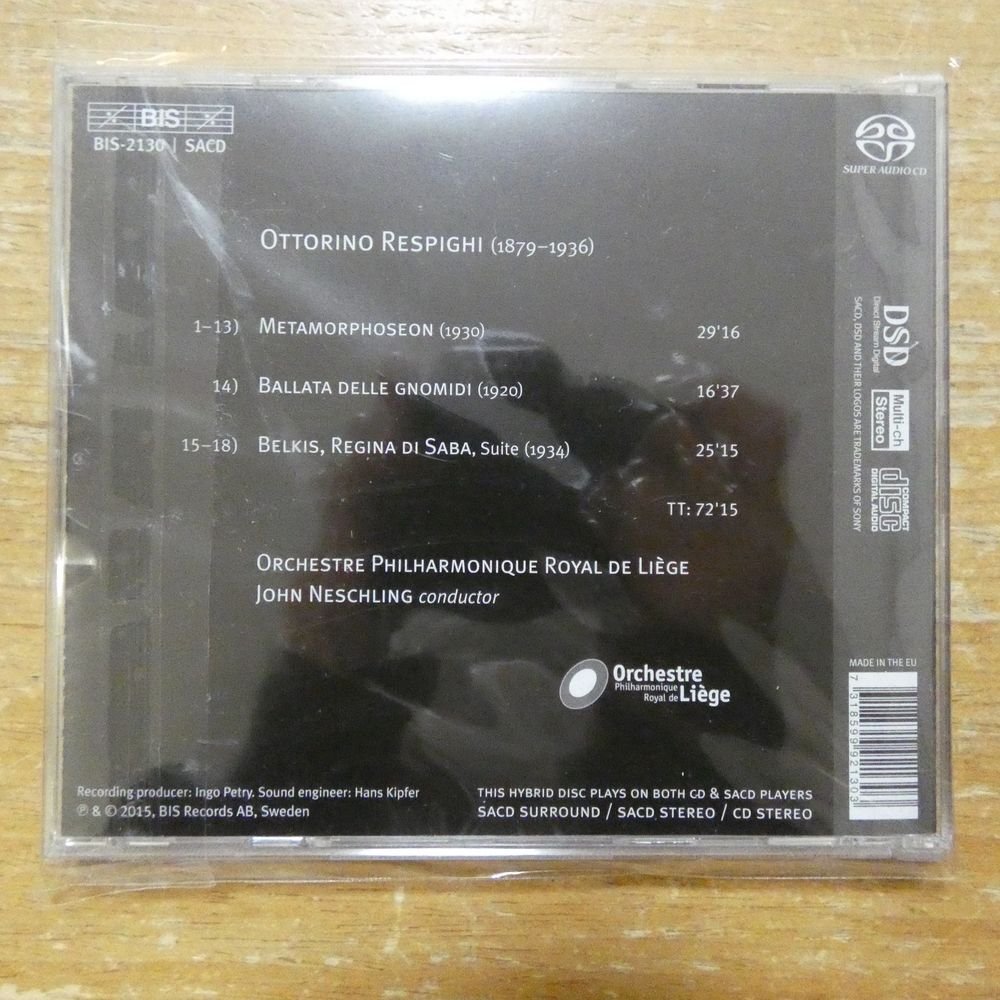 BIS
BIS-2130 | SACD
SUPER AUDIO CD
OTTORINO RESPIGHI (1879–1936)
1–13) METAMORPHOSEON (1930) 29'16
14) BALLATA DELLE GNOMIDI (1920) 16'37
15–18) BELKIS, REGINA DI SABA, Suite (1934) 25'15
TT: 72'15
ORCHESTRE PHILHARMONIQUE ROYAL DE LIÈGE
JOHN NESCHLING conductor
Orchestre
Philharmonique
Royal de Liège
DSD
Direct Stream Digital
SACD, DSD AND THEIR LOGOS ARE TRADEMARKS OF SONY
Multi-ch
Stereo
COMPACT
disc
DIGITAL AUDIO
MADE IN THE EU
7 318599 921303
Recording producer: Ingo Petry. Sound engineer: Hans Kipfer
℗ & © 2015, BIS Records AB, Sweden
THIS HYBRID DISC PLAYS ON BOTH CD & SACD PLAYERS
SACD SURROUND / SACD STEREO / CD STEREO